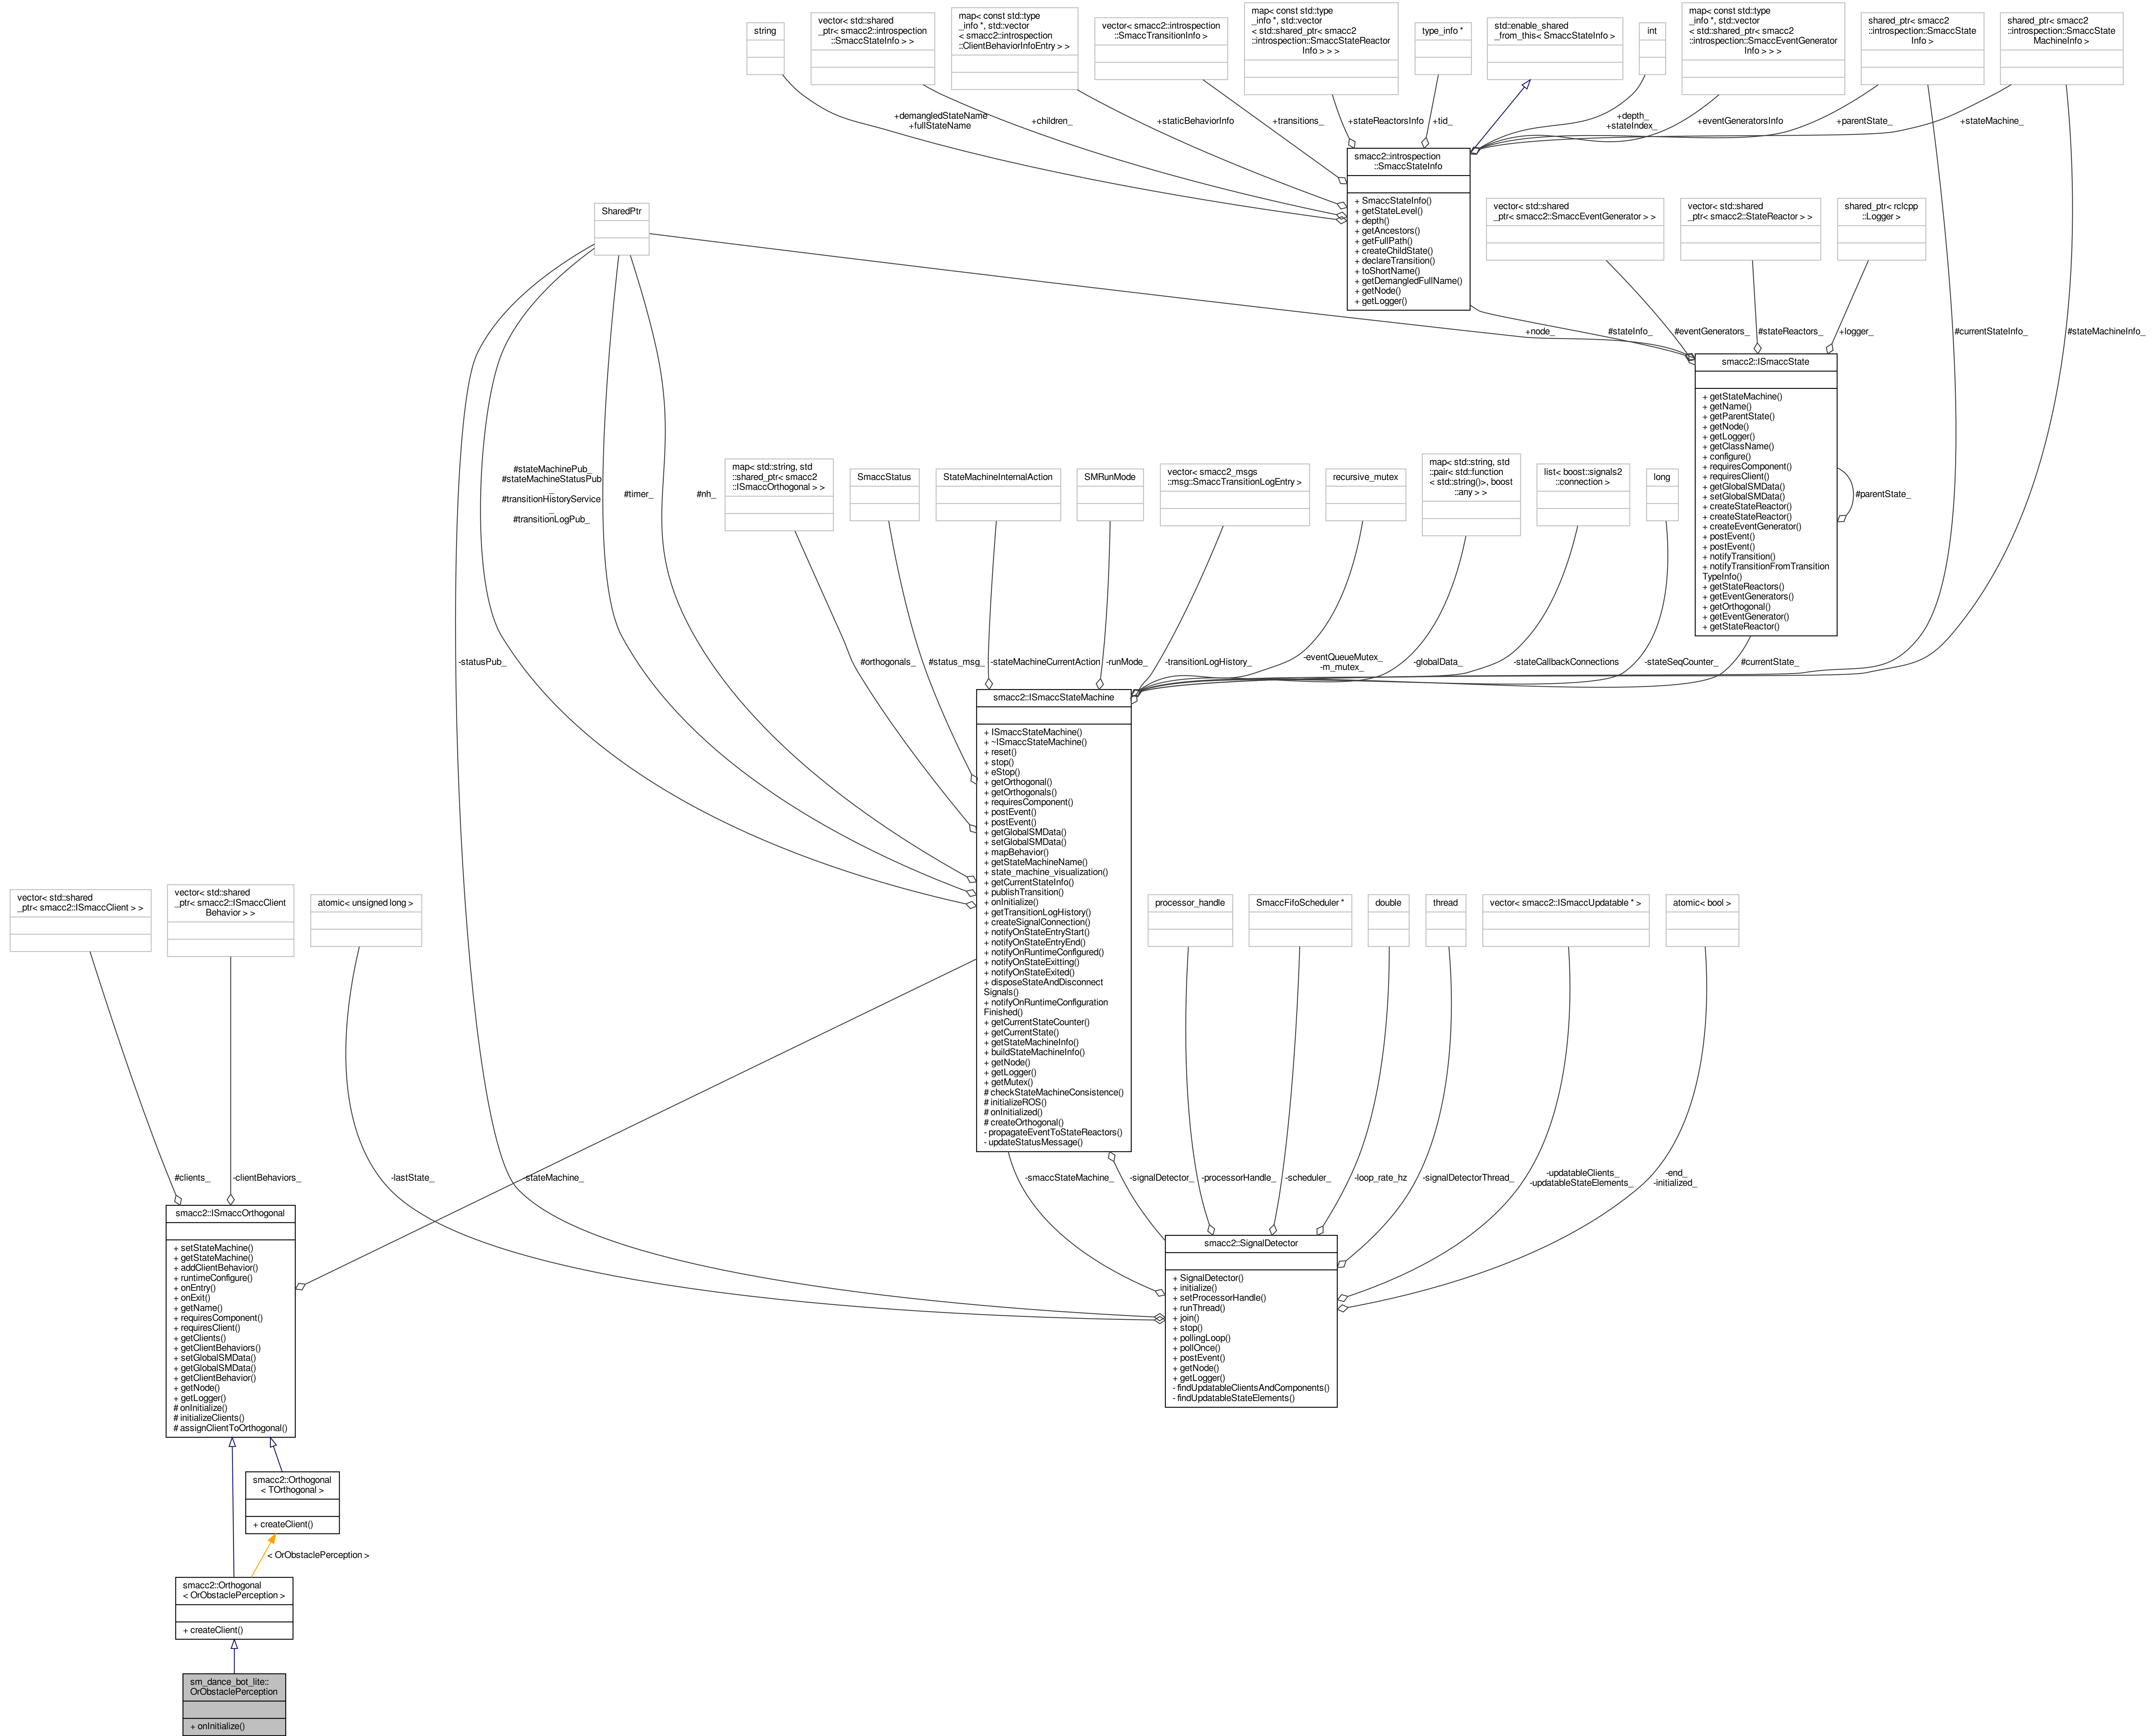 string
vector< std::shared
_ptr< smacc2::introspection
::SmaccStateInfo > >
map< const std::type
_info *, std::vector
< smacc2::introspection
::ClientBehaviorInfoEntry > >
vector< smacc2::introspection
::SmaccTransitionInfo >
map< const std::type
_info *, std::vector
< std::shared_ptr< smacc2
::introspection::SmaccStateReactor
Info > > >
type_info *
std::enable_shared
_from_this< SmaccStateInfo >
int
map< const std::type
_info *, std::vector
< std::shared_ptr< smacc2
::introspection::SmaccEventGenerator
Info > > >
shared_ptr< smacc2
::introspection::SmaccState
Info >
shared_ptr< smacc2
::introspection::SmaccState
MachineInfo >
+demangledStateName
+fullStateName
+children_
+staticBehaviorInfo
+transitions_
+stateReactorsInfo
+tid_
+depth_
+stateIndex_
+eventGeneratorsInfo
+parentState_
+stateMachine_
smacc2::introspection
::SmaccStateInfo
+ SmaccStateInfo()
+ getStateLevel()
+ depth()
+ getAncestors()
+ getFullPath()
+ createChildState()
+ declareTransition()
+ toShortName()
+ getDemangledFullName()
+ getNode()
+ getLogger()
SharedPtr
vector< std::shared
_ptr< smacc2::SmaccEventGenerator > >
vector< std::shared
_ptr< smacc2::StateReactor > >
shared_ptr< rclcpp
::Logger >
+node_
#stateInfo_
#eventGenerators_
#stateReactors_
+logger_
#currentStateInfo_
#stateMachineInfo_
smacc2::ISmaccState
+ getStateMachine()
+ getName()
+ getParentState()
+ getNode()
+ getLogger()
+ getClassName()
+ configure()
+ requiresComponent()
+ requiresClient()
+ getGlobalSMData()
+ setGlobalSMData()
+ createStateReactor()
+ createStateReactor()
+ createEventGenerator()
+ postEvent()
+ postEvent()
+ notifyTransition()
+ notifyTransitionFromTransition
TypeInfo()
+ getStateReactors()
+ getEventGenerators()
+ getOrthogonal()
+ getEventGenerator()
+ getStateReactor()
#parentState_
#stateMachinePub_
#stateMachineStatusPub
_
#transitionHistoryService
_
#transitionLogPub_
#timer_
#nh_
map< std::string, std
::shared_ptr< smacc2
::ISmaccOrthogonal > >
SmaccStatus
StateMachineInternalAction
SMRunMode
vector< smacc2_msgs
::msg::SmaccTransitionLogEntry >
recursive_mutex
map< std::string, std
::pair< std::function
< std::string()>, boost
::any > >
list< boost::signals2
::connection >
long
-statusPub_
#orthogonals_
#status_msg_
-stateMachineCurrentAction
-runMode_
-transitionLogHistory_
-eventQueueMutex_
-m_mutex_
-globalData_
-stateCallbackConnections
-stateSeqCounter_
#currentState_
smacc2::ISmaccStateMachine
+ ISmaccStateMachine()
+ ~ISmaccStateMachine()
+ reset()
+ stop()
+ eStop()
+ getOrthogonal()
+ getOrthogonals()
+ requiresComponent()
+ postEvent()
+ postEvent()
+ getGlobalSMData()
+ setGlobalSMData()
+ mapBehavior()
+ getStateMachineName()
+ state_machine_visualization()
+ getCurrentStateInfo()
+ publishTransition()
+ onInitialize()
+ getTransitionLogHistory()
+ createSignalConnection()
+ notifyOnStateEntryStart()
+ notifyOnStateEntryEnd()
+ notifyOnRuntimeConfigured()
+ notifyOnStateExitting()
+ notifyOnStateExited()
+ disposeStateAndDisconnect
Signals()
+ notifyOnRuntimeConfiguration
Finished()
+ getCurrentStateCounter()
+ getCurrentState()
+ getStateMachineInfo()
+ buildStateMachineInfo()
+ getNode()
+ getLogger()
+ getMutex()
# checkStateMachineConsistence()
# initializeROS()
# onInitialized()
# createOrthogonal()
- propagateEventToStateReactors()
- updateStatusMessage()
vector< std::shared
_ptr< smacc2::ISmaccClient > >
vector< std::shared
_ptr< smacc2::ISmaccClient
Behavior > >
atomic< unsigned long >
processor_handle
SmaccFifoScheduler *
double
thread
vector< smacc2::ISmaccUpdatable * >
atomic< bool >
#clients_
-clientBehaviors_
-lastState_
-stateMachine_
-smaccStateMachine_
-signalDetector_
-processorHandle_
-scheduler_
-loop_rate_hz
-signalDetectorThread_
-updatableClients_
-updatableStateElements_
-end_
-initialized_
smacc2::ISmaccOrthogonal
+ setStateMachine()
+ getStateMachine()
+ addClientBehavior()
+ runtimeConfigure()
+ onEntry()
+ onExit()
+ getName()
+ requiresComponent()
+ requiresClient()
+ getClients()
+ getClientBehaviors()
+ setGlobalSMData()
+ getGlobalSMData()
+ getClientBehavior()
+ getNode()
+ getLogger()
# onInitialize()
# initializeClients()
# assignClientToOrthogonal()
smacc2::SignalDetector
+ SignalDetector()
+ initialize()
+ setProcessorHandle()
+ runThread()
+ join()
+ stop()
+ pollingLoop()
+ pollOnce()
+ postEvent()
+ getNode()
+ getLogger()
- findUpdatableClientsAndComponents()
- findUpdatableStateElements()
smacc2::Orthogonal
< TOrthogonal >
+ createClient()
< OrObstaclePerception >
smacc2::Orthogonal
< OrObstaclePerception >
+ createClient()
sm_dance_bot_lite::
OrObstaclePerception
+ onInitialize()